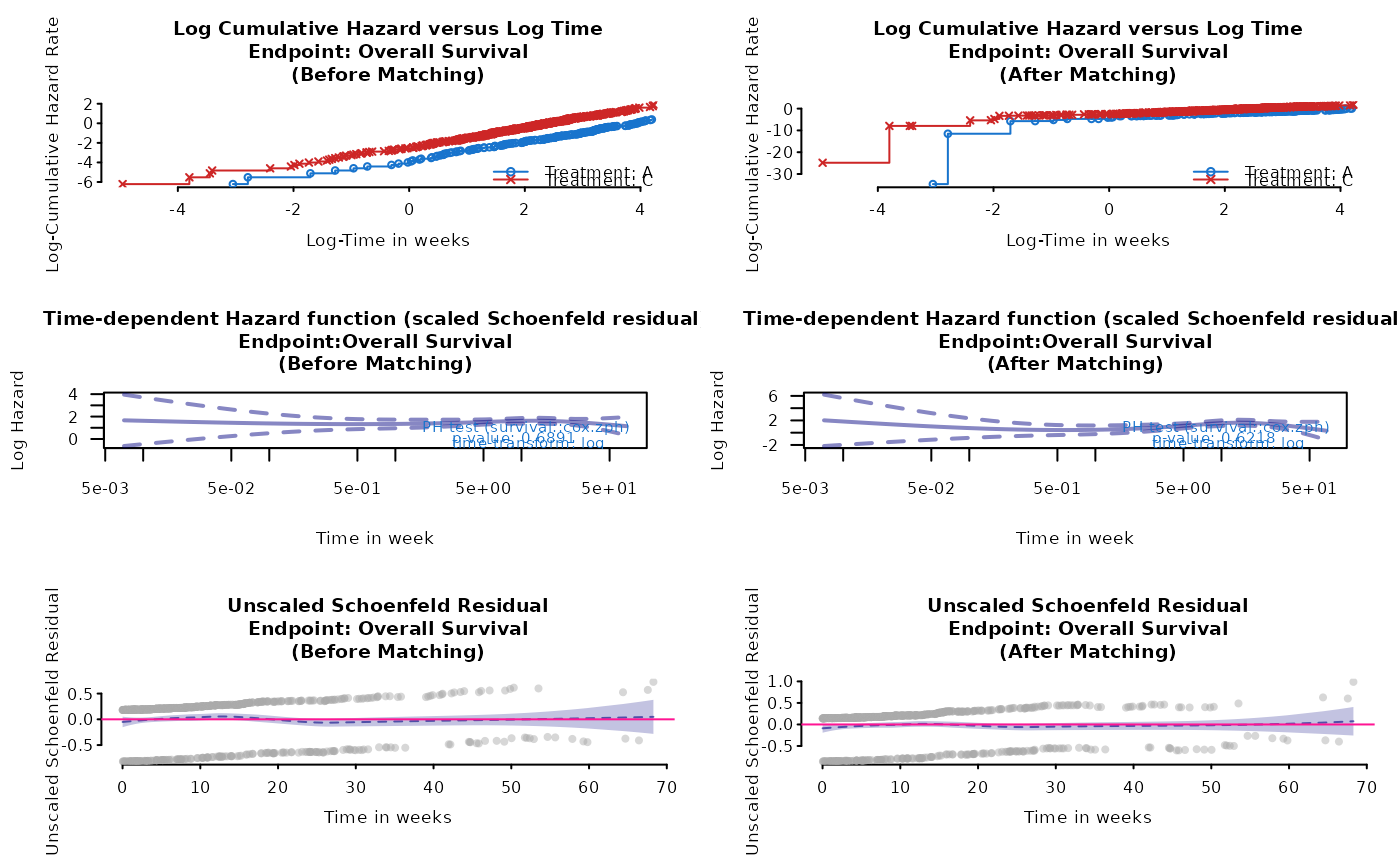 Log Cumulative Hazard versus Log Time
Endpoint: Overall Survival
(Before Matching)
Log-Cumulative Hazard Rate
2
0
-2
-4
-6
Treatment: A
Treatment: C
-4 -2 0 2 4
Log-Time in weeks
Log Cumulative Hazard versus Log Time
Endpoint: Overall Survival
(After Matching)
Log-Cumulative Hazard Rate
0
-10
-20
-30
Treatment: A
Treatment: C
-4 -2 0 2 4
Log-Time in weeks
Time-dependent Hazard function (scaled Schoenfeld residual
Endpoint:Overall Survival
(Before Matching)
Log Hazard
4
2
0
PH test (survival::cox.zph)
p-value: 0.6891
time-transform: log
5e-03 5e-02 5e-01 5e+00 5e+01
Time in week
Time-dependent Hazard function (scaled Schoenfeld residual
Endpoint:Overall Survival
(After Matching)
Log Hazard
6
2
-2
PH test (survival::cox.zph)
p-value: 0.6218
time-transform: log
5e-03 5e-02 5e-01 5e+00 5e+01
Time in week
Unscaled Schoenfeld Residual
Endpoint: Overall Survival
(Before Matching)
Unscaled Schoenfeld Residual
0.5
0.0
-0.5
0 10 20 30 40 50 60 70
Time in weeks
Unscaled Schoenfeld Residual
Endpoint: Overall Survival
(After Matching)
Unscaled Schoenfeld Residual
1.0
0.5
0.0
-0.5
0 10 20 30 40 50 60 70
Time in weeks